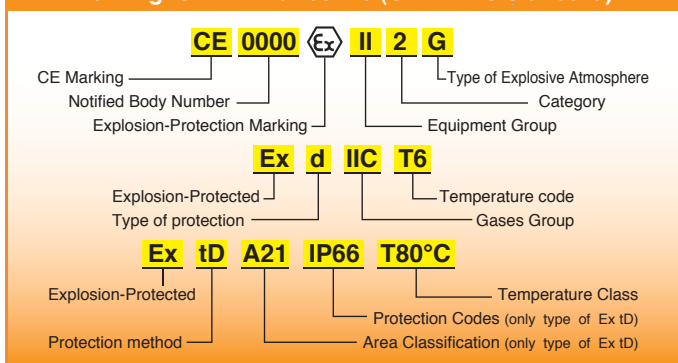 CE 0000 Ex II 2 G
CE Marking Type of Explosive Atmosphere
Notified Body Number Category
Explosion-Protection Marking Equipment Group
Ex d IIC T6
Explosion-Protected Temperature code
Type of protection Gases Group
Ex tD A21 IP66 T80°C
Explosion-Protected Temperature Class
Protection Codes (only type of Ex tD)
Protection method Area Classification (only type of Ex tD)